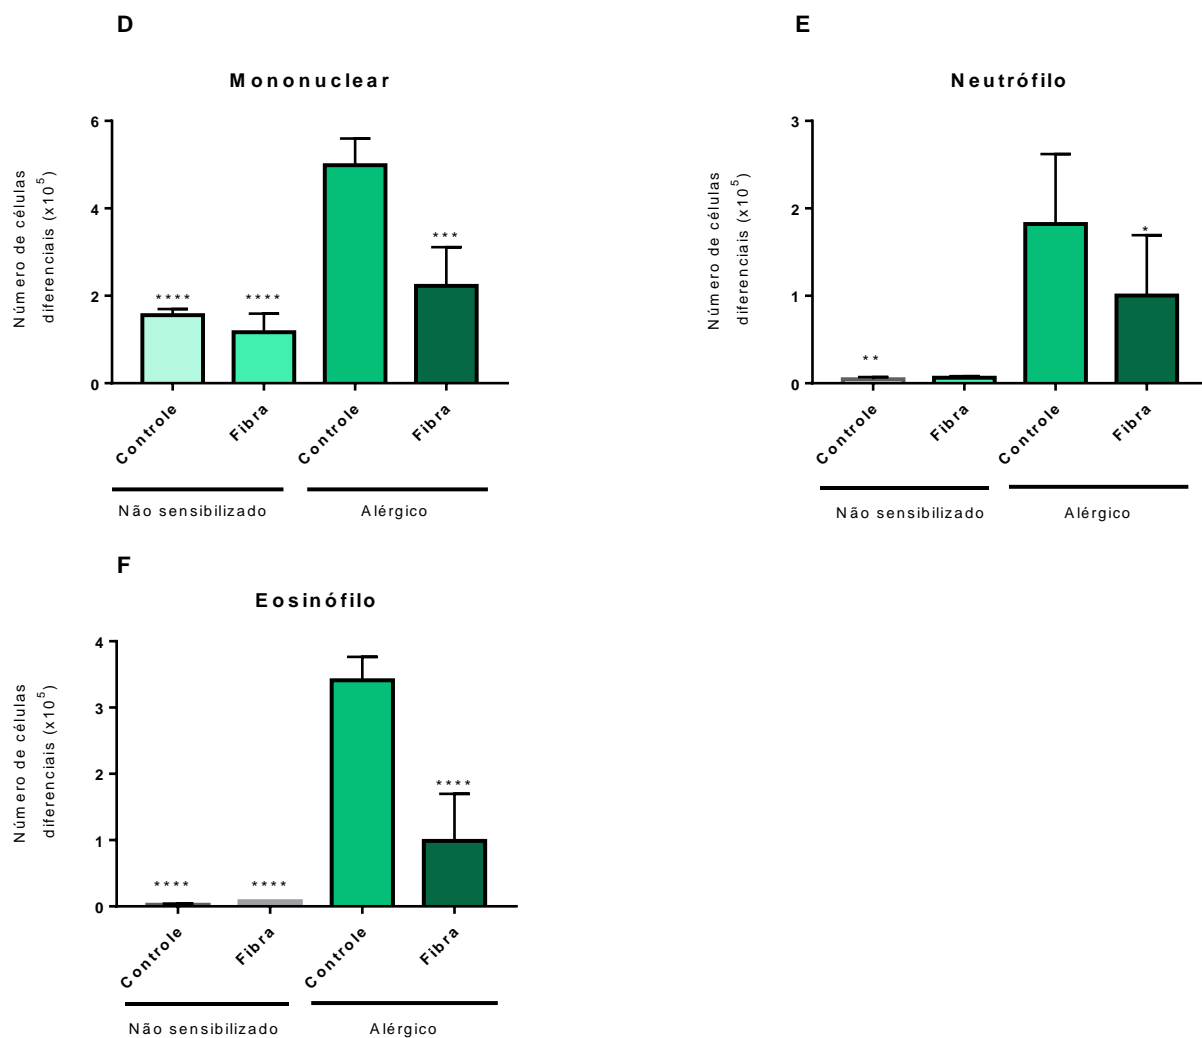 D
Mononuclear
Número de células
diferenciais (x10^5)
6
4
2
0
****
****
***
Controle
Fibra
Controle
Fibra
Não sensibilizado
Alérgico
E
Neutrófilo
Número de células
diferenciais (x10^5)
3
2
1
0
**
*
Controle
Fibra
Controle
Fibra
Não sensibilizado
Alérgico
F
Eosinófilo
Número de células
diferenciais (x10^5)
4
3
2
1
0
****
****
****
Controle
Fibra
Controle
Fibra
Não sensibilizado
Alérgico